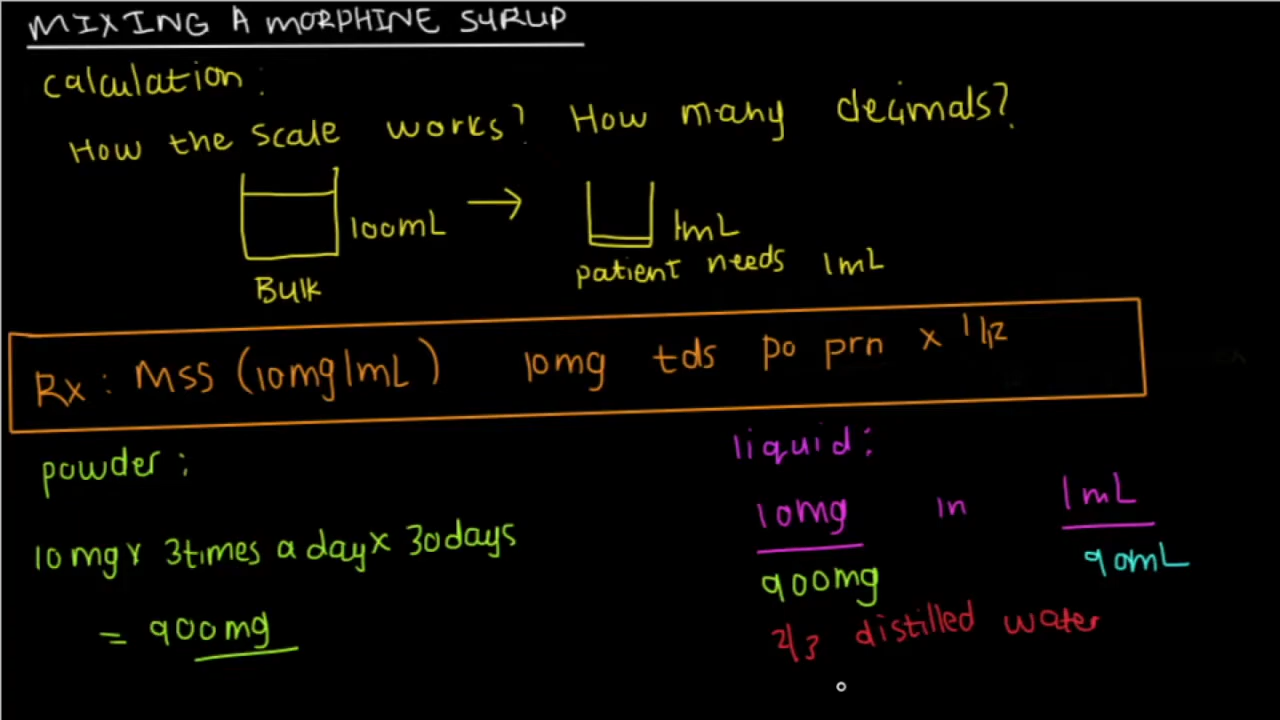 MIXING A MORPHINE SYRUP
calculation:
How the scale works? How many decimals?
100mL
1mL
Bulk
patient needs 1mL
Rx: MSS (10mg/mL) 10mg tds po prn x 1/12
powder:
liquid:
10mg x 3times a day x 30days
10mg in 1mL
900mg 90mL
= 900mg
2/3 distilled water